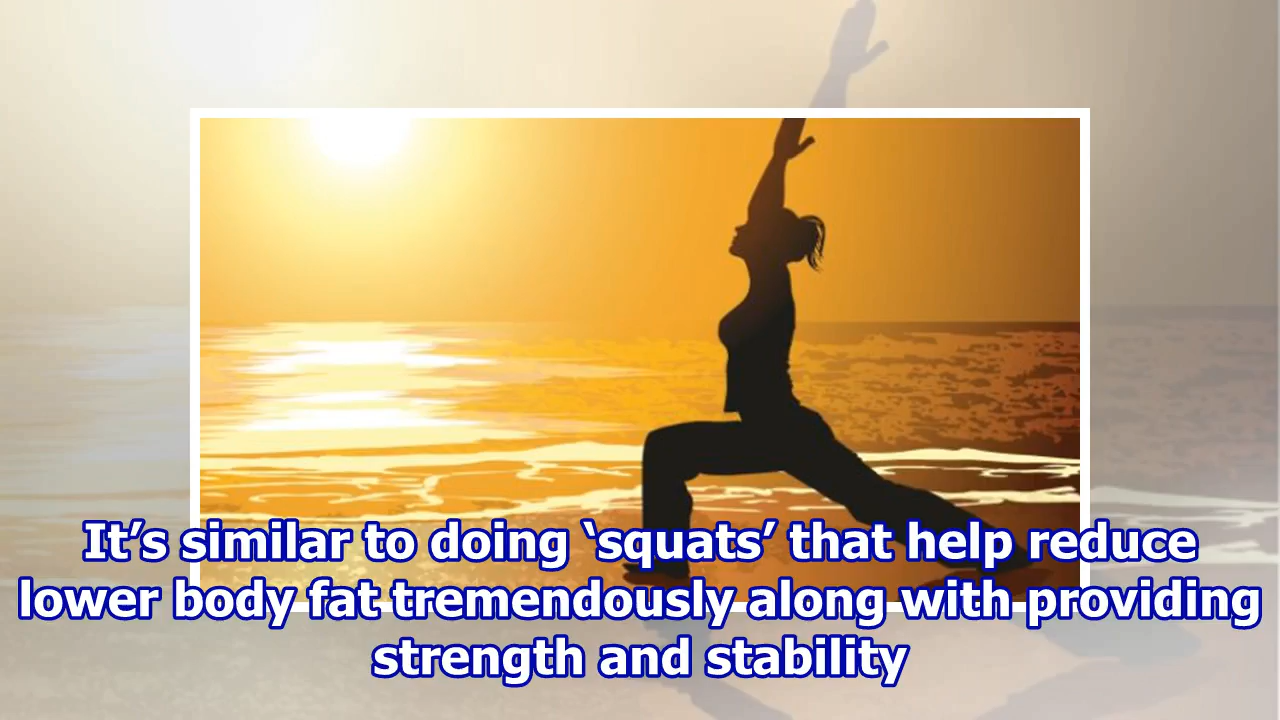 It’s similar to doing ‘squats’ that help reduce
lower body fat tremendously along with providing
strength and stability